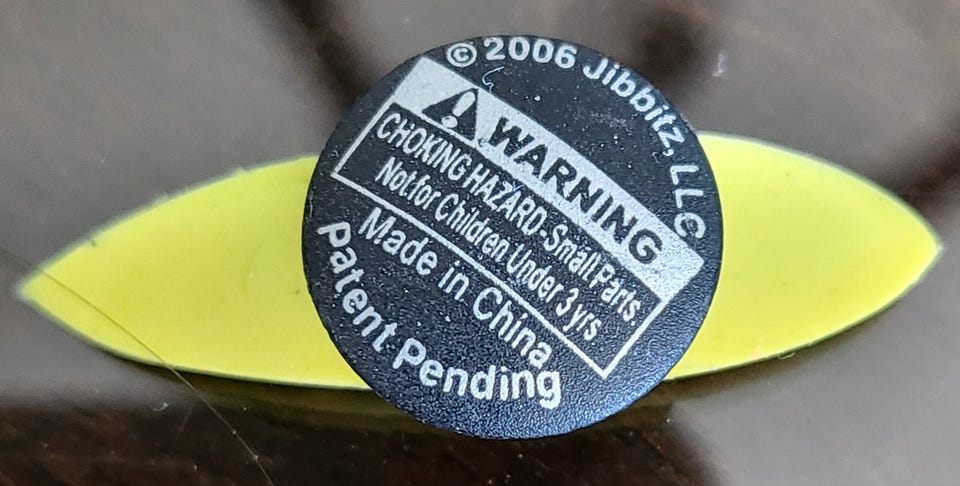 © 2006 Jibbitz, LLC
WARNING
CHOKING HAZARD-Small Parts.
Not for Children Under 3 yrs
Made in China
Patent Pending